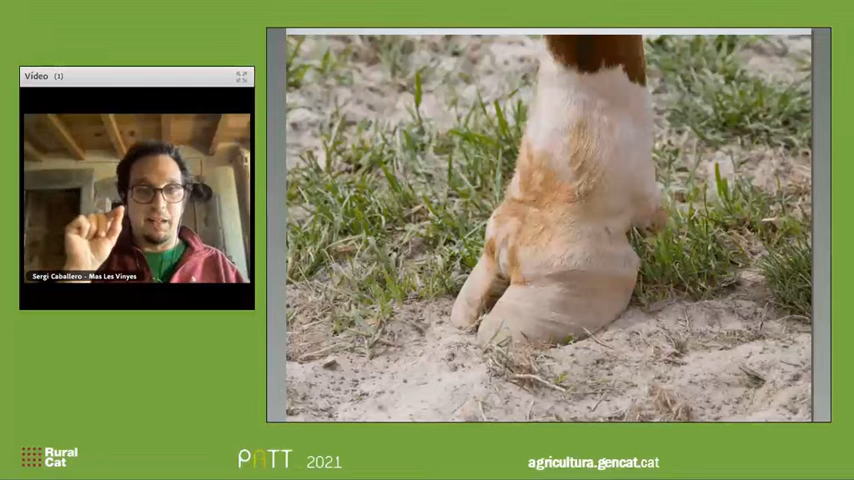 Vídeo (1)
Sergi Caballero - Mas Les Vinyes
Rural
Cat
PATT 2021
agricultura.gencat.cat